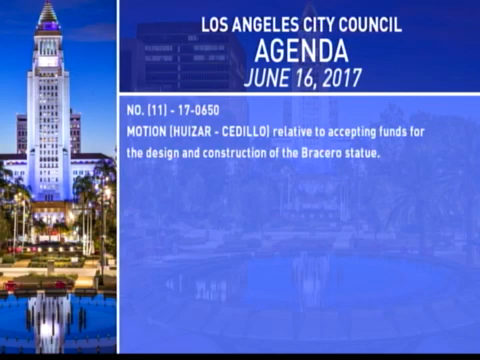 LOS ANGELES CITY COUNCIL
AGENDA
JUNE 16, 2017
NO. (11) - 17-0650
MOTION (HUIZAR - CEDILLO) relative to accepting funds for
the design and construction of the Bracero statue.